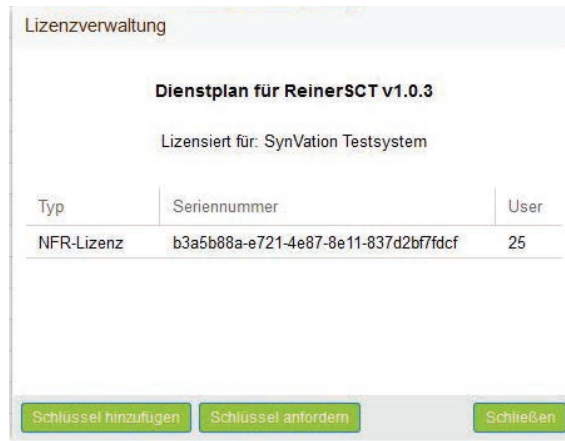 Lizenzverwaltung
Dienstplan für ReinerSCT v1.0.3
Lizensiert für: SynVation Testsystem
Typ Seriennummer User
NFR-Lizenz b3a5b88a-e721-4e87-8e11-837d2bf7fdcf 25
Schlüssel hinzufügen Schlüssel anfordern Schließen